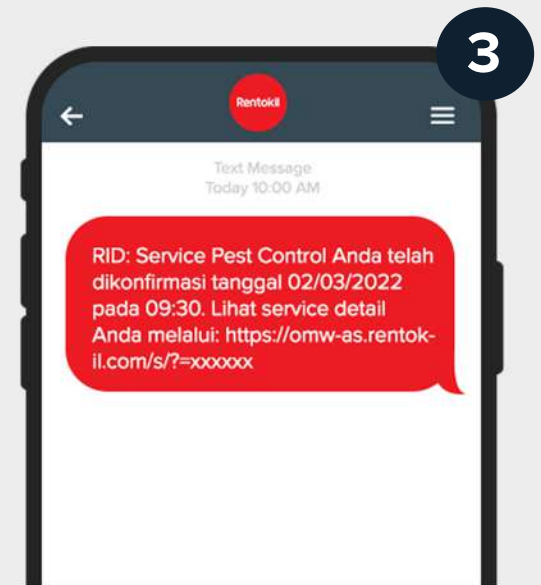 3
Rentokil
Text Message
Today 10:00 AM
RID: Service Pest Control Anda telah
dikonfirmasi tanggal 02/03/2022
pada 09:30. Lihat service detail
Anda melalui: https://omw-as.rentok-
il.com/s/?=xxxxxx